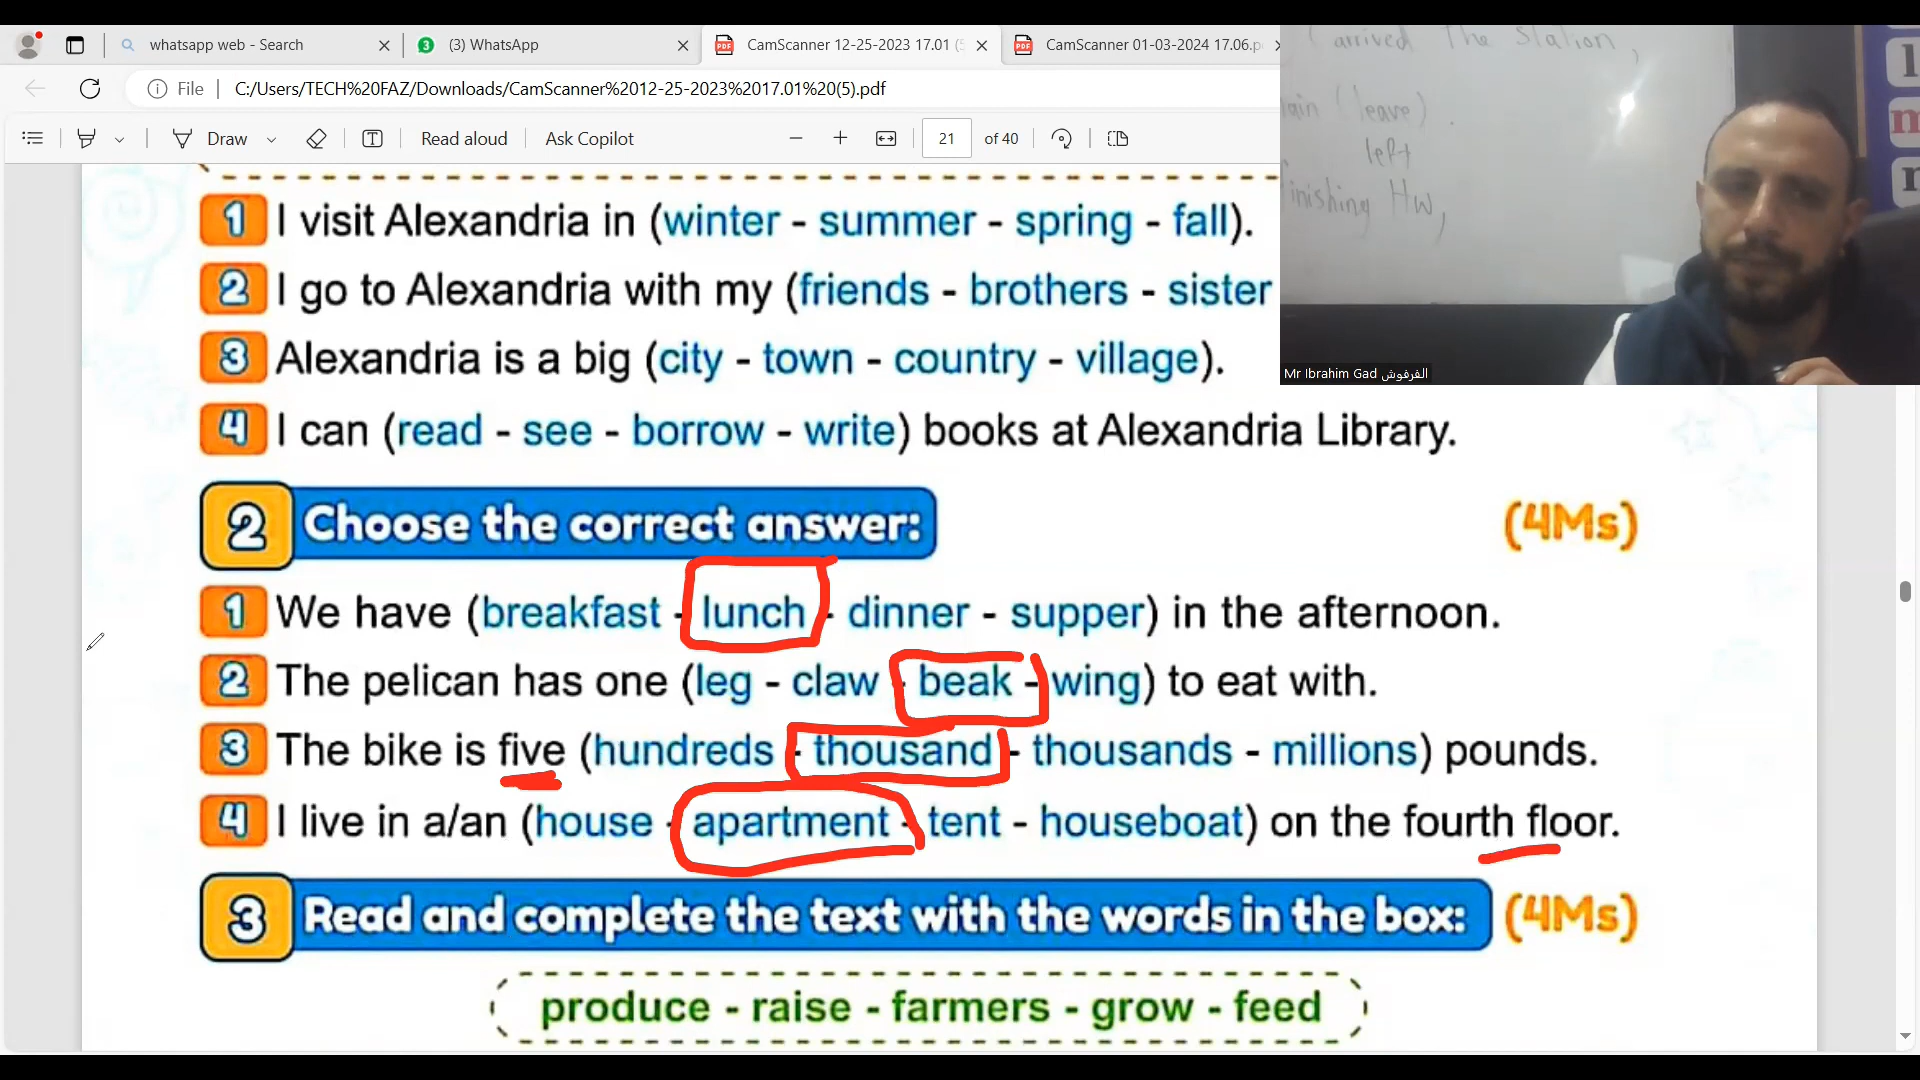 whatsapp web - Search
(3) WhatsApp
CamScanner 12-25-2023 17.01 (5
CamScanner 01-03-2024 17.06.p
File
C:/Users/TECH%20FAZ/Downloads/CamScanner%2012-25-2023%2017.01%20(5).pdf
Draw
Read aloud
Ask Copilot
21
of 40
I arrived the station,
(leave).
left
finishing Hw,
Mr Ibrahim Gad الفرفوش
1 I visit Alexandria in (winter - summer - spring - fall).
2 I go to Alexandria with my (friends - brothers - sister
3 Alexandria is a big (city - town - country - village).
4 I can (read - see - borrow - write) books at Alexandria Library.
2 Choose the correct answer: (4Ms)
1 We have (breakfast - lunch - dinner - supper) in the afternoon.
2 The pelican has one (leg - claw - beak - wing) to eat with.
3 The bike is five (hundreds - thousand - thousands - millions) pounds.
4 I live in a/an (house - apartment - tent - houseboat) on the fourth floor.
3 Read and complete the text with the words in the box: (4Ms)
produce - raise - farmers - grow - feed